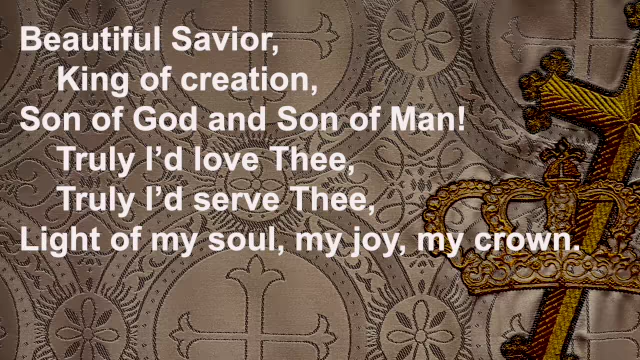 Beautiful Savior,
King of creation,
Son of God and Son of Man!
Truly I’d love Thee,
Truly I’d serve Thee,
Light of my soul, my joy, my crown.